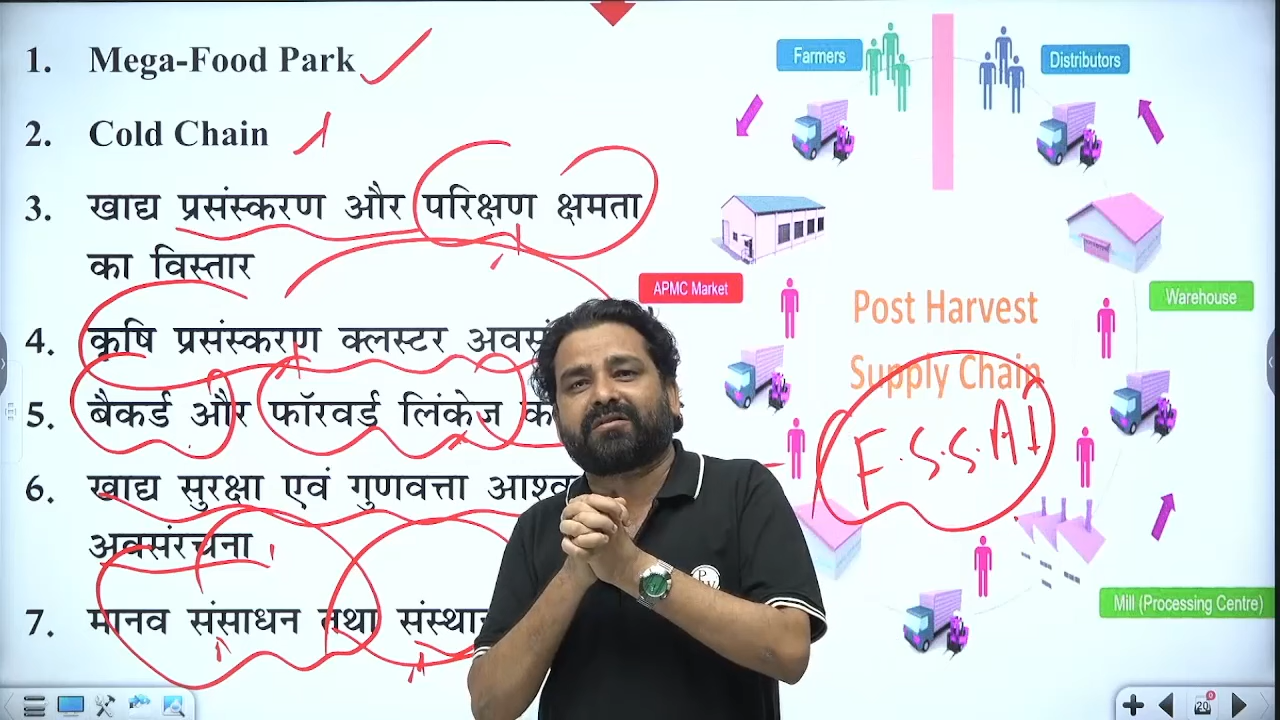 1. Mega-Food Park
2. Cold Chain
3. खाद्य प्रसंस्करण और परिक्षण क्षमता
का विस्तार
4. कृषि प्रसंस्करण क्लस्टर
5. बैकर्ड और फॉरवर्ड लिंकेज
6. खाद्य सुरक्षा एवं गुणवत्ता
अवसंरचना
7. मानव संसाधन तथा
Farmers
Distributors
APMC Market
Warehouse
Post Harvest
Supply Chain
F.S.S.A.I
Mill (Processing Centre)
PW
20